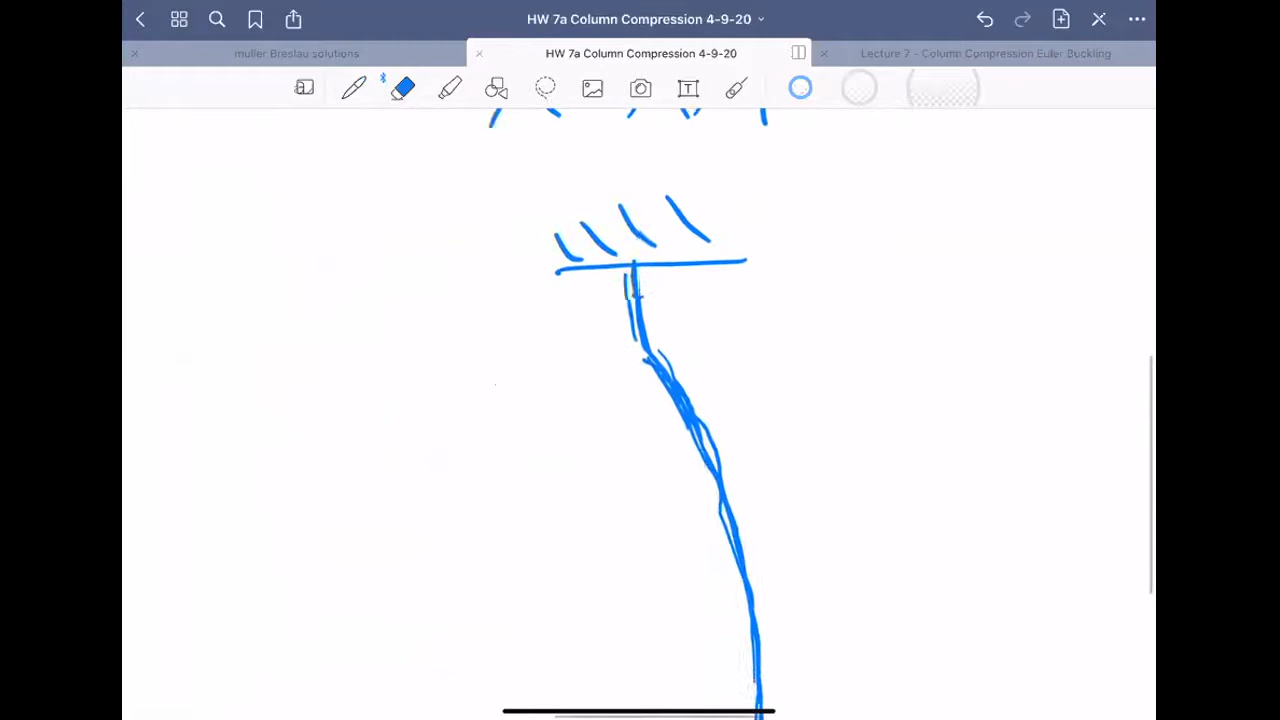 HW 7a Column Compression 4-9-20
muller Breslau solutions
HW 7a Column Compression 4-9-20
Lecture 7 - Column Compression Euler Buckling
T